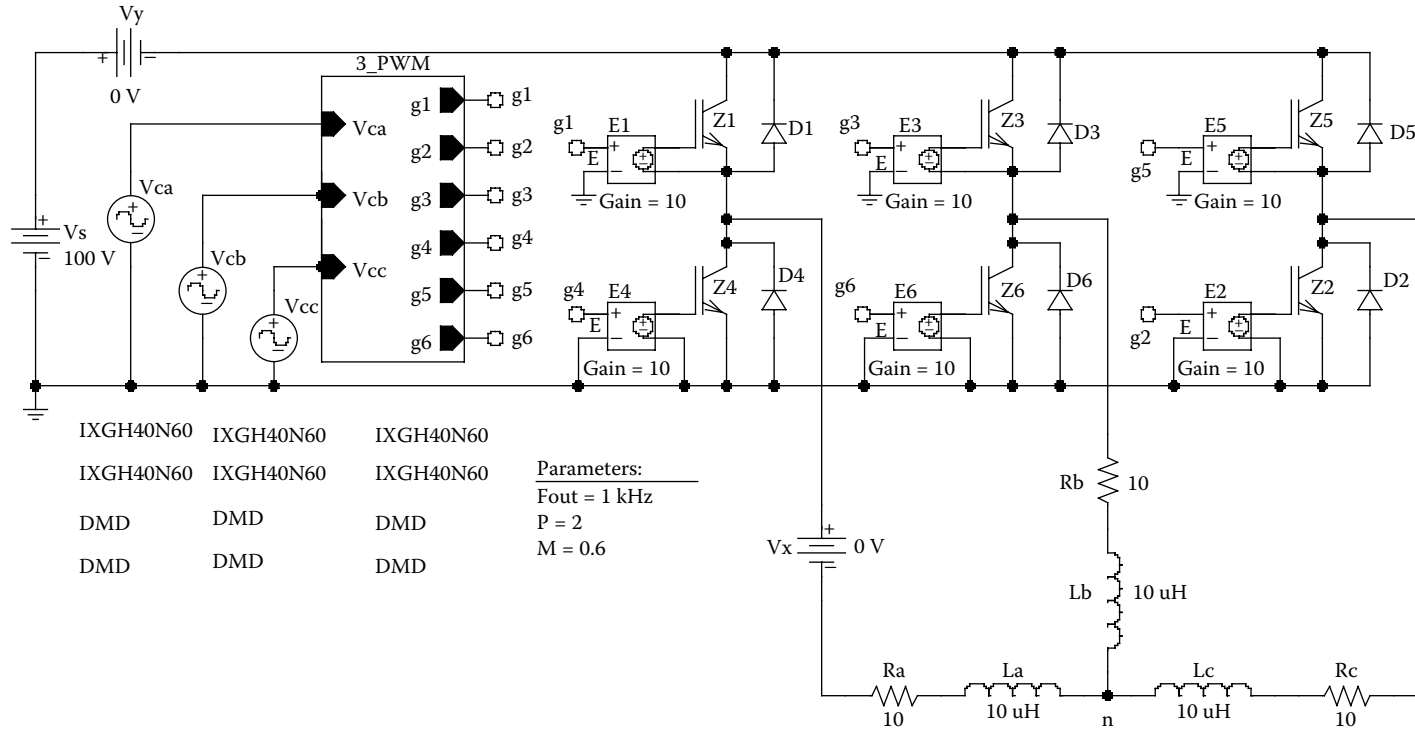 Vy
+ −
0 V
3_PWM
Vca
Vcb
Vcc
g1
g2
g3
g4
g5
g6
g1
g2
g3
g4
g5
g6
Vca
+
−
Vcb
+
−
Vcc
+
−
+
Vs
−
100 V
g1
E1
E
+
−
+
−
Gain = 10
Z1
D1
g3
E3
E
+
−
+
−
Gain = 10
Z3
D3
g5
E5
E
+
−
+
−
Gain = 10
Z5
D5
g4
E4
E
+
−
+
−
Gain = 10
Z4
D4
g6
E6
E
+
−
+
−
Gain = 10
Z6
D6
g2
E2
E
+
−
+
−
Gain = 10
Z2
D2
IXGH40N60 IXGH40N60 IXGH40N60
IXGH40N60 IXGH40N60 IXGH40N60
DMD DMD DMD
DMD DMD DMD
Parameters:
Fout = 1 kHz
P = 2
M = 0.6
Vx
+
−
0 V
Rb 10
Lb 10 uH
Ra
10
La
10 uH
n
Lc
10 uH
Rc
10